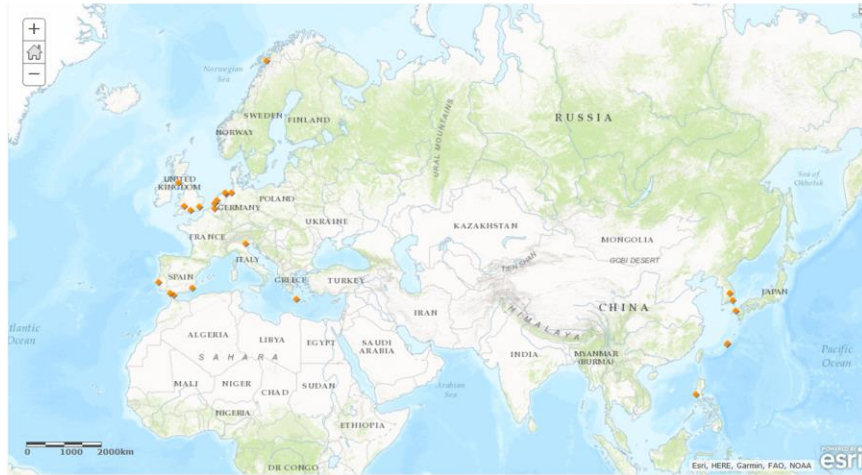 +
−
Norwegian
Sea
SWEDEN
FINLAND
NORWAY
RUSSIA
URAL MOUNTAINS
Sea of
Okhotsk
UNITED
KINGDOM
POLAND
GERMANY
UKRAINE
FRANCE
KAZAKHSTAN
MONGOLIA
GOBI DESERT
TIEN SHAN
ITALY
SPAIN
GREECE
TURKEY
JAPAN
CHINA
IRAN
HIMALAYA
Atlantic
Ocean
ALGERIA
LIBYA
EGYPT
SAUDI
ARABIA
SAHARA
INDIA
MYANMAR
(BURMA)
Pacific
Ocean
MALI
NIGER
CHAD
SUDAN
Arabian
Sea
NIGERIA
ETHIOPIA
DR CONGO
0 1000 2000km
Esri, HERE, Garmin, FAO, NOAA
POWERED BY
esri